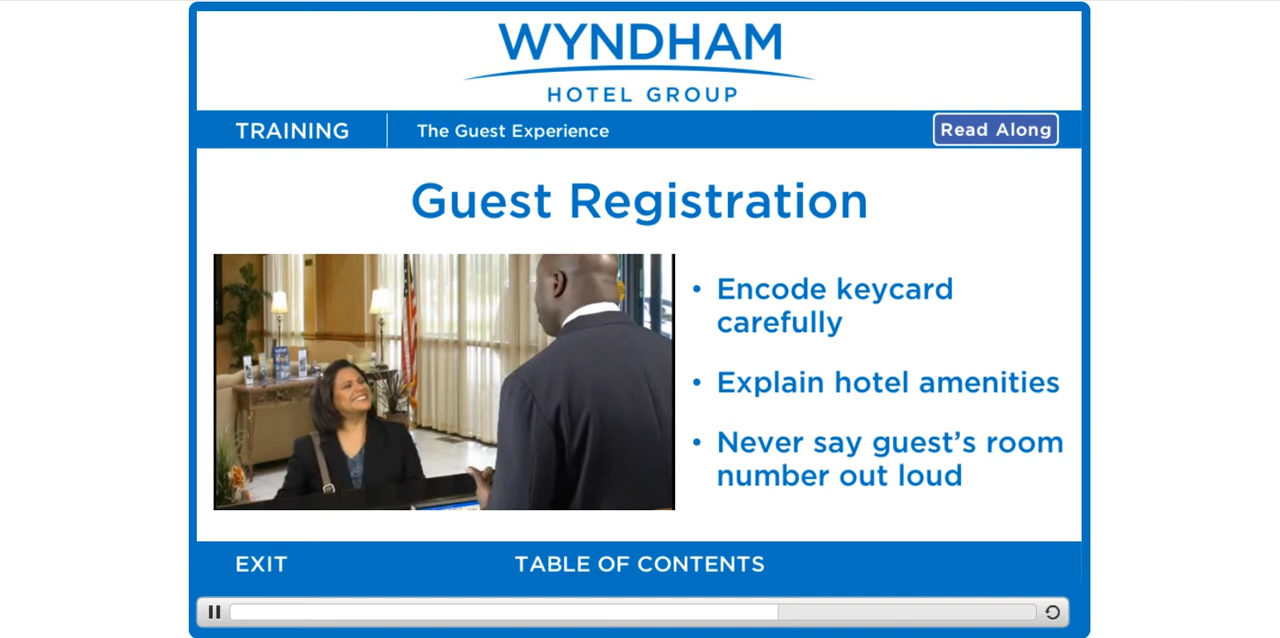 WYNDHAM
HOTEL GROUP
TRAINING
The Guest Experience
Read Along
Guest Registration
• Encode keycard
carefully
• Explain hotel amenities
• Never say guest’s room
number out loud
EXIT
TABLE OF CONTENTS